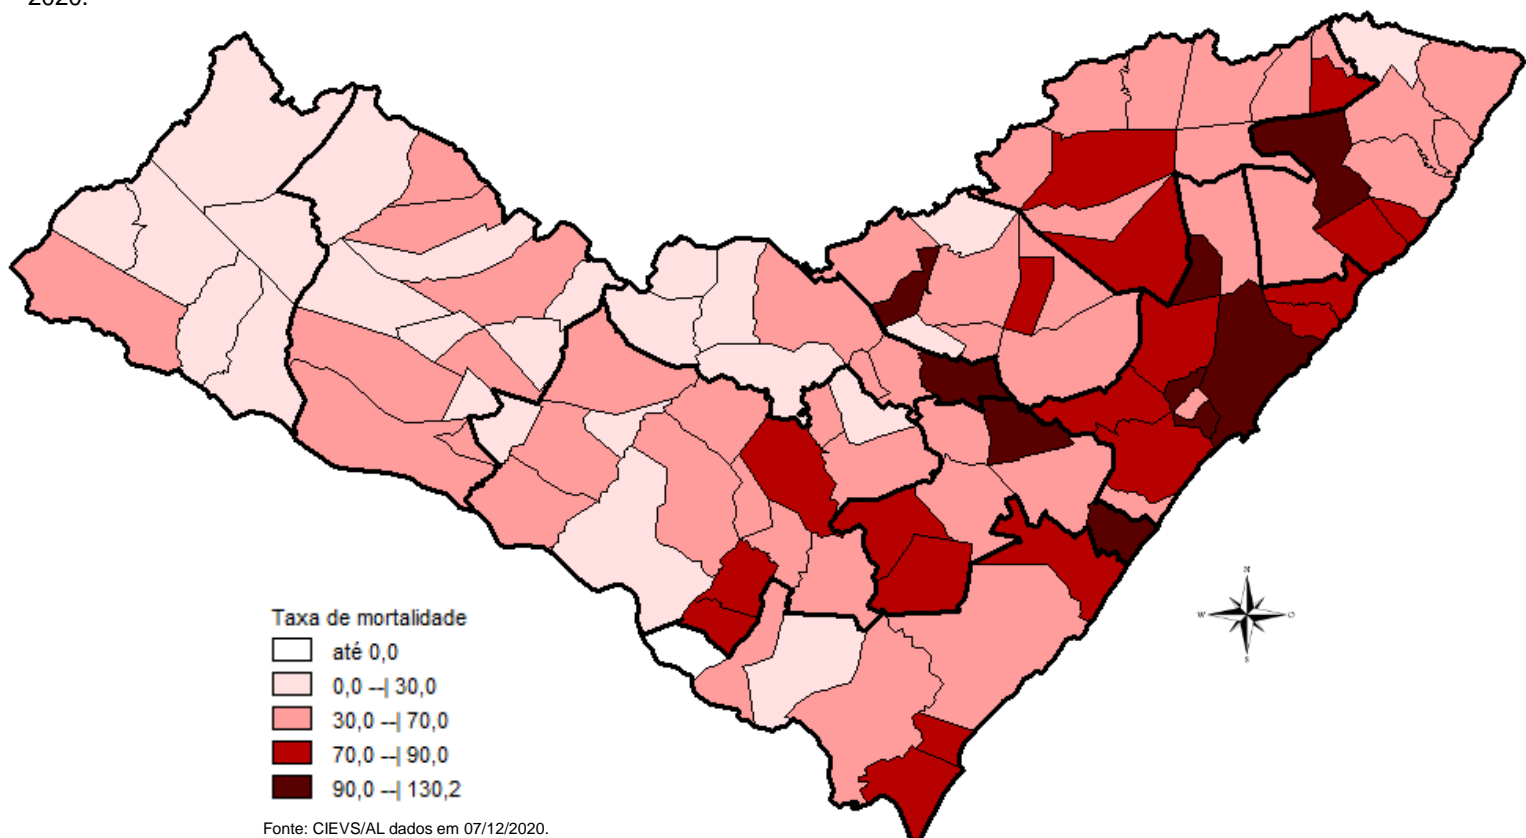 2020.
Taxa de mortalidade
até 0,0
0,0 --| 30,0
30,0 --| 70,0
70,0 --| 90,0
90,0 --| 130,2
Fonte: CIEVS/AL dados em 07/12/2020.
N
W
O
S